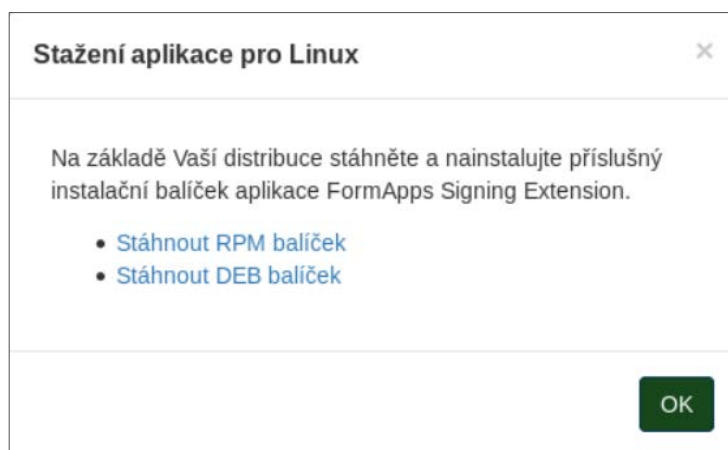 Stažení aplikace pro Linux
×
Na základě Vaší distribuce stáhněte a nainstalujte příslušný
instalační balíček aplikace FormApps Signing Extension.
• Stáhnout RPM balíček
• Stáhnout DEB balíček
OK